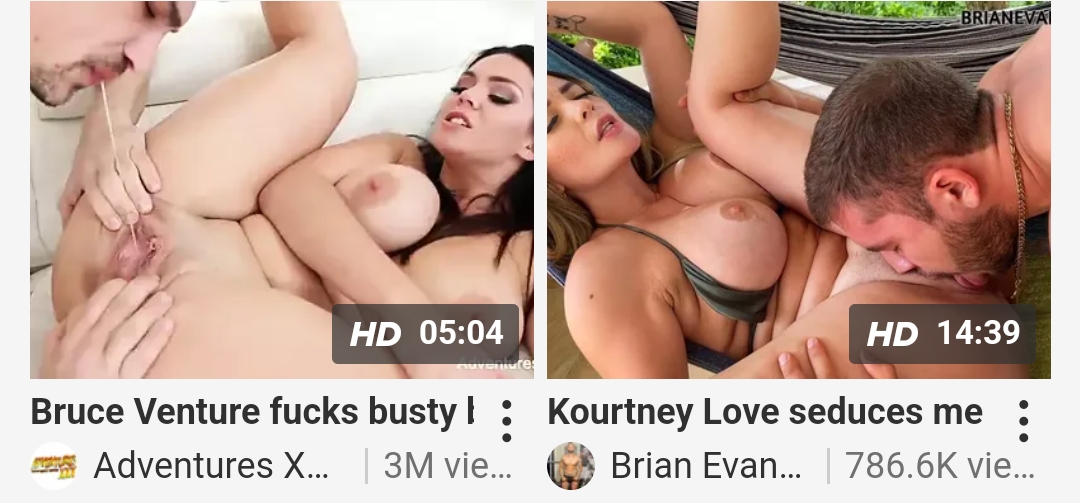 BRIANEVA
HD 05:04
Adventures
HD 14:39
Bruce Venture fucks busty
Kourtney Love seduces me
Adventures X...
3M vie...
Brian Evan...
786.6K vie...